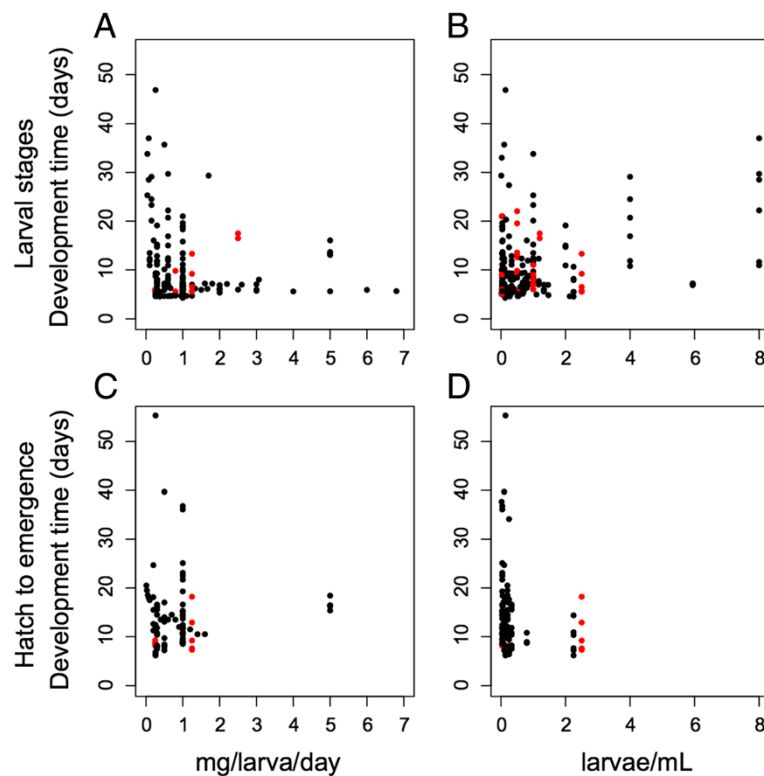 A
B
Larval stages
Development time (days)
0 10 20 30 40 50
0 10 20 30 40 50
0 1 2 3 4 5 6 7
0 2 4 6 8
C
D
Hatch to emergence
Development time (days)
0 10 20 30 40 50
0 10 20 30 40 50
0 1 2 3 4 5 6 7
0 2 4 6 8
mg/larva/day
larvae/mL